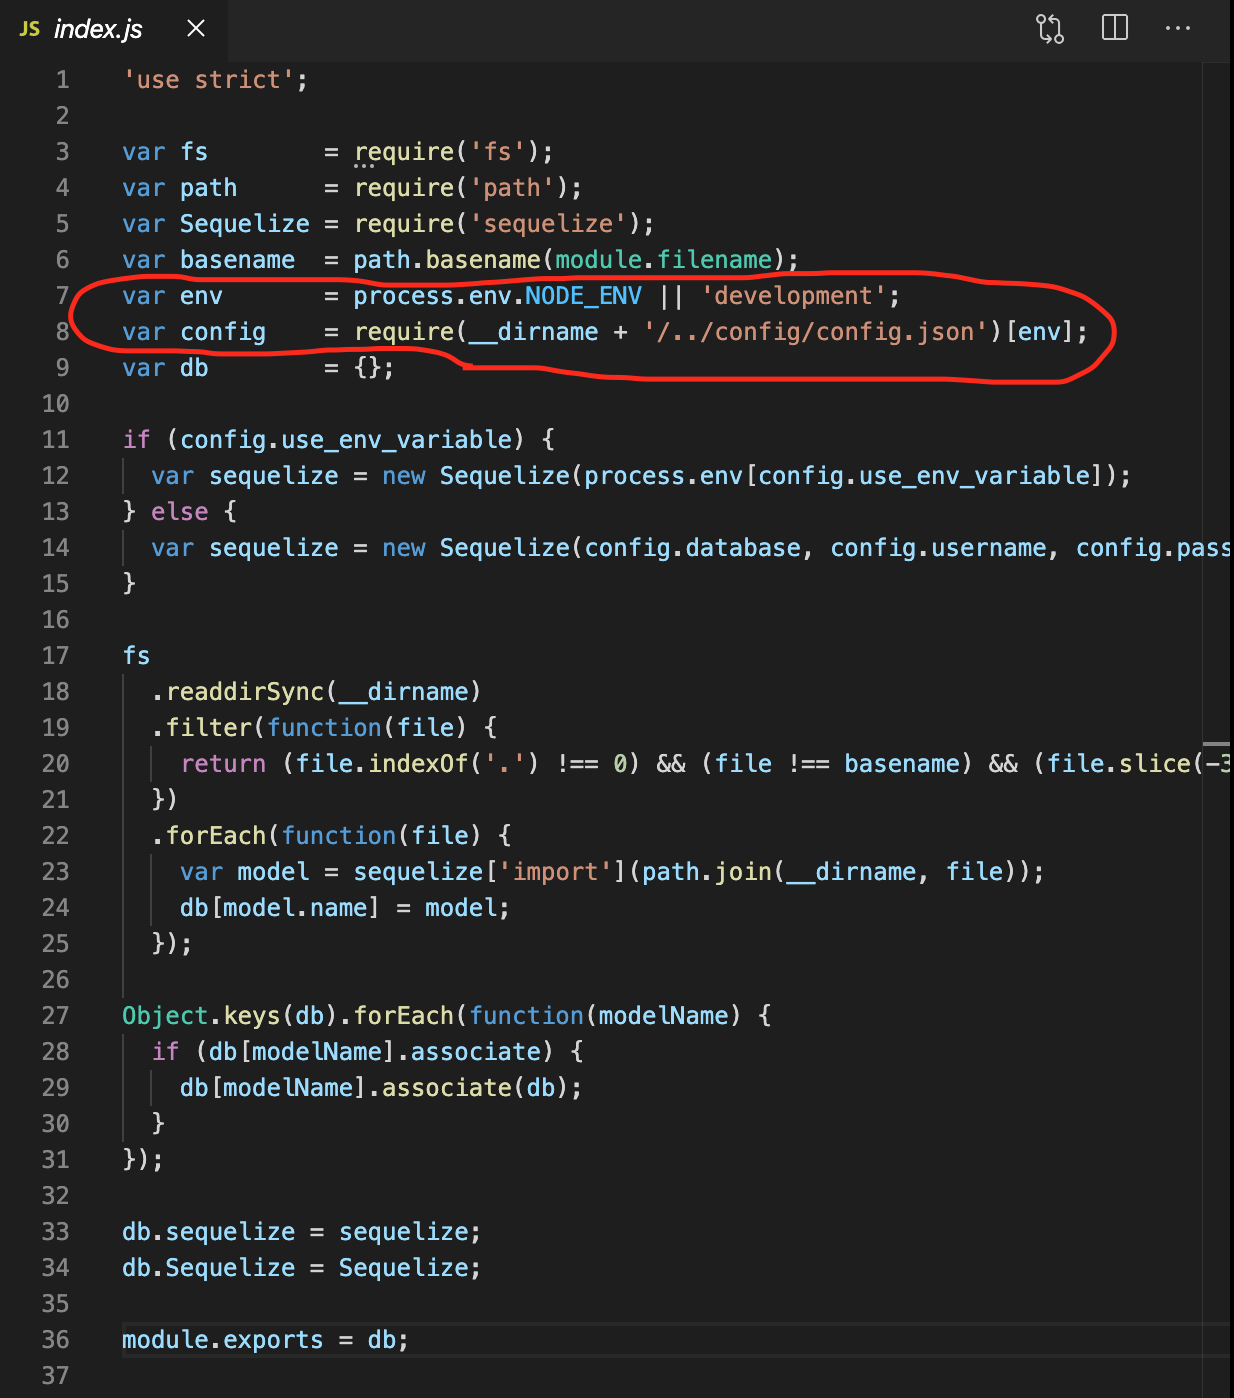 JS index.js
1 'use strict';
2
3 var fs        = require('fs');
4 var path      = require('path');
5 var Sequelize = require('sequelize');
6 var basename  = path.basename(module.filename);
7 var env       = process.env.NODE_ENV || 'development';
8 var config    = require(__dirname + '/../config/config.json')[env];
9 var db        = {};
10
11 if (config.use_env_variable) {
12   var sequelize = new Sequelize(process.env[config.use_env_variable]);
13 } else {
14   var sequelize = new Sequelize(config.database, config.username, config.pass
15 }
16
17 fs
18   .readdirSync(__dirname)
19   .filter(function(file) {
20     return (file.indexOf('.') !== 0) && (file !== basename) && (file.slice(-3
21   })
22   .forEach(function(file) {
23     var model = sequelize['import'](path.join(__dirname, file));
24     db[model.name] = model;
25   });
26
27 Object.keys(db).forEach(function(modelName) {
28   if (db[modelName].associate) {
29     db[modelName].associate(db);
30   }
31 });
32
33 db.sequelize = sequelize;
34 db.Sequelize = Sequelize;
35
36 module.exports = db;
37